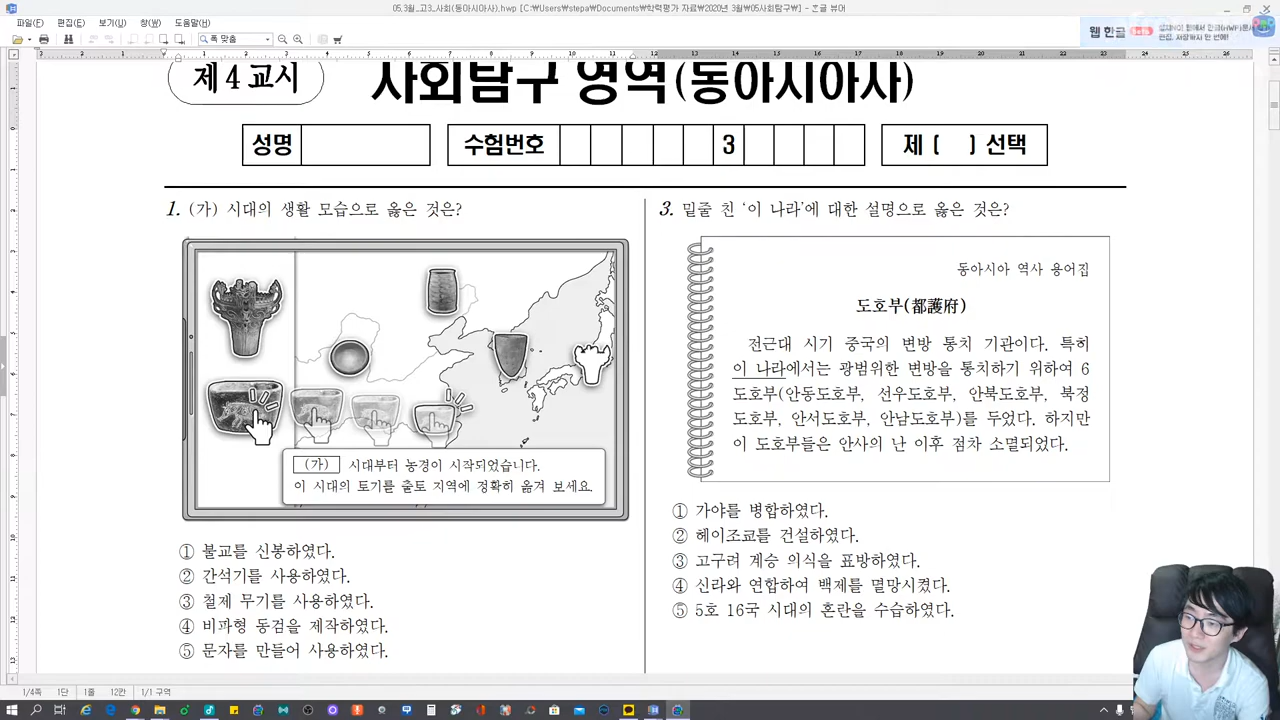 05.3월_고3_사회(동아시아사).hwp [C:₩Users₩stepa₩Documents₩학력평가 자료₩2020년 3월₩05사회탐구₩] - 호글 뷰어
파일(F) 편집(E) 보기(U) 창(W) 도움말(H)
웹 한글 Beta
폭 맞춤
제4교시
사회탐구 영역(동아시아사)
성명
수험번호
3
제 ( ) 선택
1. (가) 시대의 생활 모습으로 옳은 것은?
(가) 시대부터 농경이 시작되었습니다.
이 시대의 토기를 출토 지역에 정확히 옮겨 보세요.
① 불교를 신봉하였다.
② 간석기를 사용하였다.
③ 철제 무기를 사용하였다.
④ 비파형 동검을 제작하였다.
⑤ 문자를 만들어 사용하였다.
3. 밑줄 친 ‘이 나라’에 대한 설명으로 옳은 것은?
동아시아 역사 용어집
도호부(都護府)
전근대 시기 중국의 변방 통치 기관이다. 특히
이 나라에서는 광범위한 변방을 통치하기 위하여 6
도호부(안동도호부, 선우도호부, 안북도호부, 북정
도호부, 안서도호부, 안남도호부)를 두었다. 하지만
이 도호부들은 안사의 난 이후 점차 소멸되었다.
① 가야를 병합하였다.
② 헤이조쿄를 건설하였다.
③ 고구려 계승 의식을 표방하였다.
④ 신라와 연합하여 백제를 멸망시켰다.
⑤ 5호 16국 시대의 혼란을 수습하였다.
1/4쪽 1단 1줄 12칸 1/1 구역